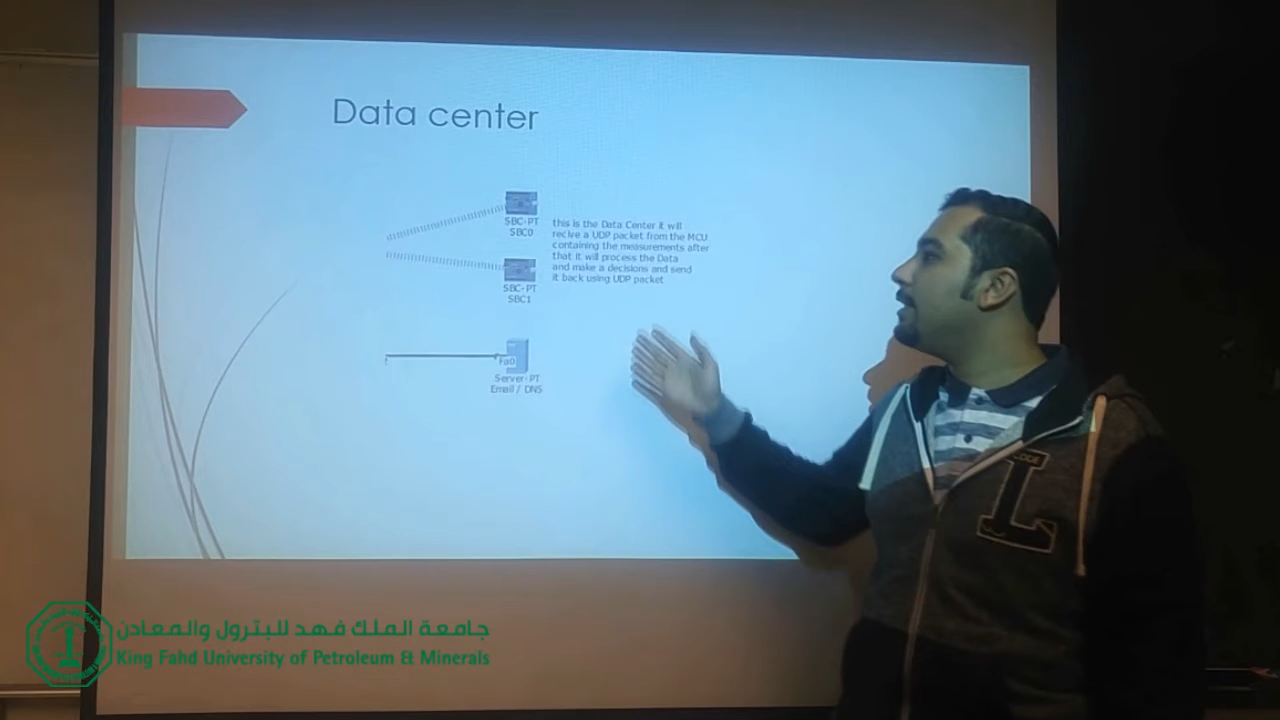 Data center
SBC-PT
SBC0
this is the Data Center it will
recive a UDP packet from the MCU
containing the measurements after
that it will process the Data
and make a decisions and send
it back using UDP packet
SBC-PT
SBC1
Fa0
Server-PT
Email / DNS
CODE
L
جامعة الملك فهد للبترول والمعادن
King Fahd University of Petroleum & Minerals